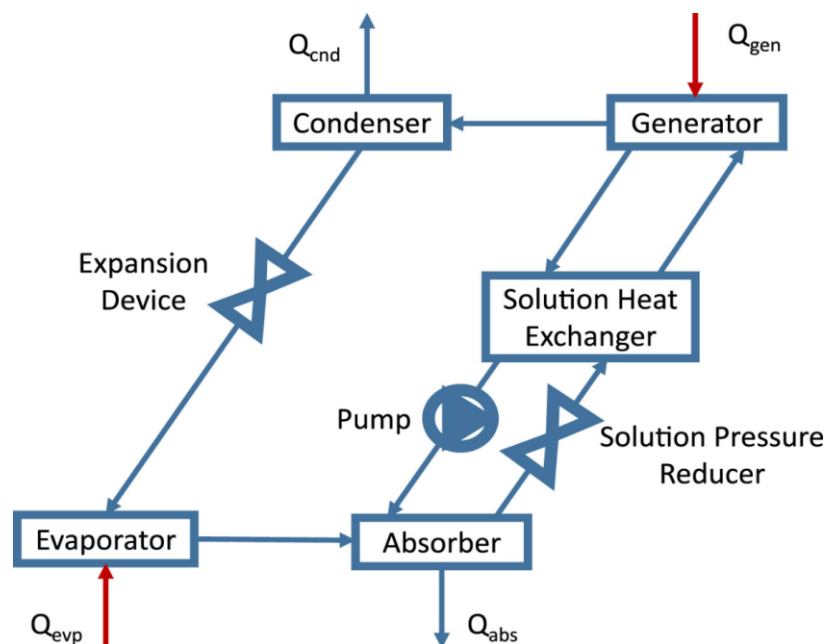 Q_cnd
Q_gen
Condenser
Generator
Expansion
Device
Solution Heat
Exchanger
Pump
Solution Pressure
Reducer
Evaporator
Absorber
Q_evp
Q_abs